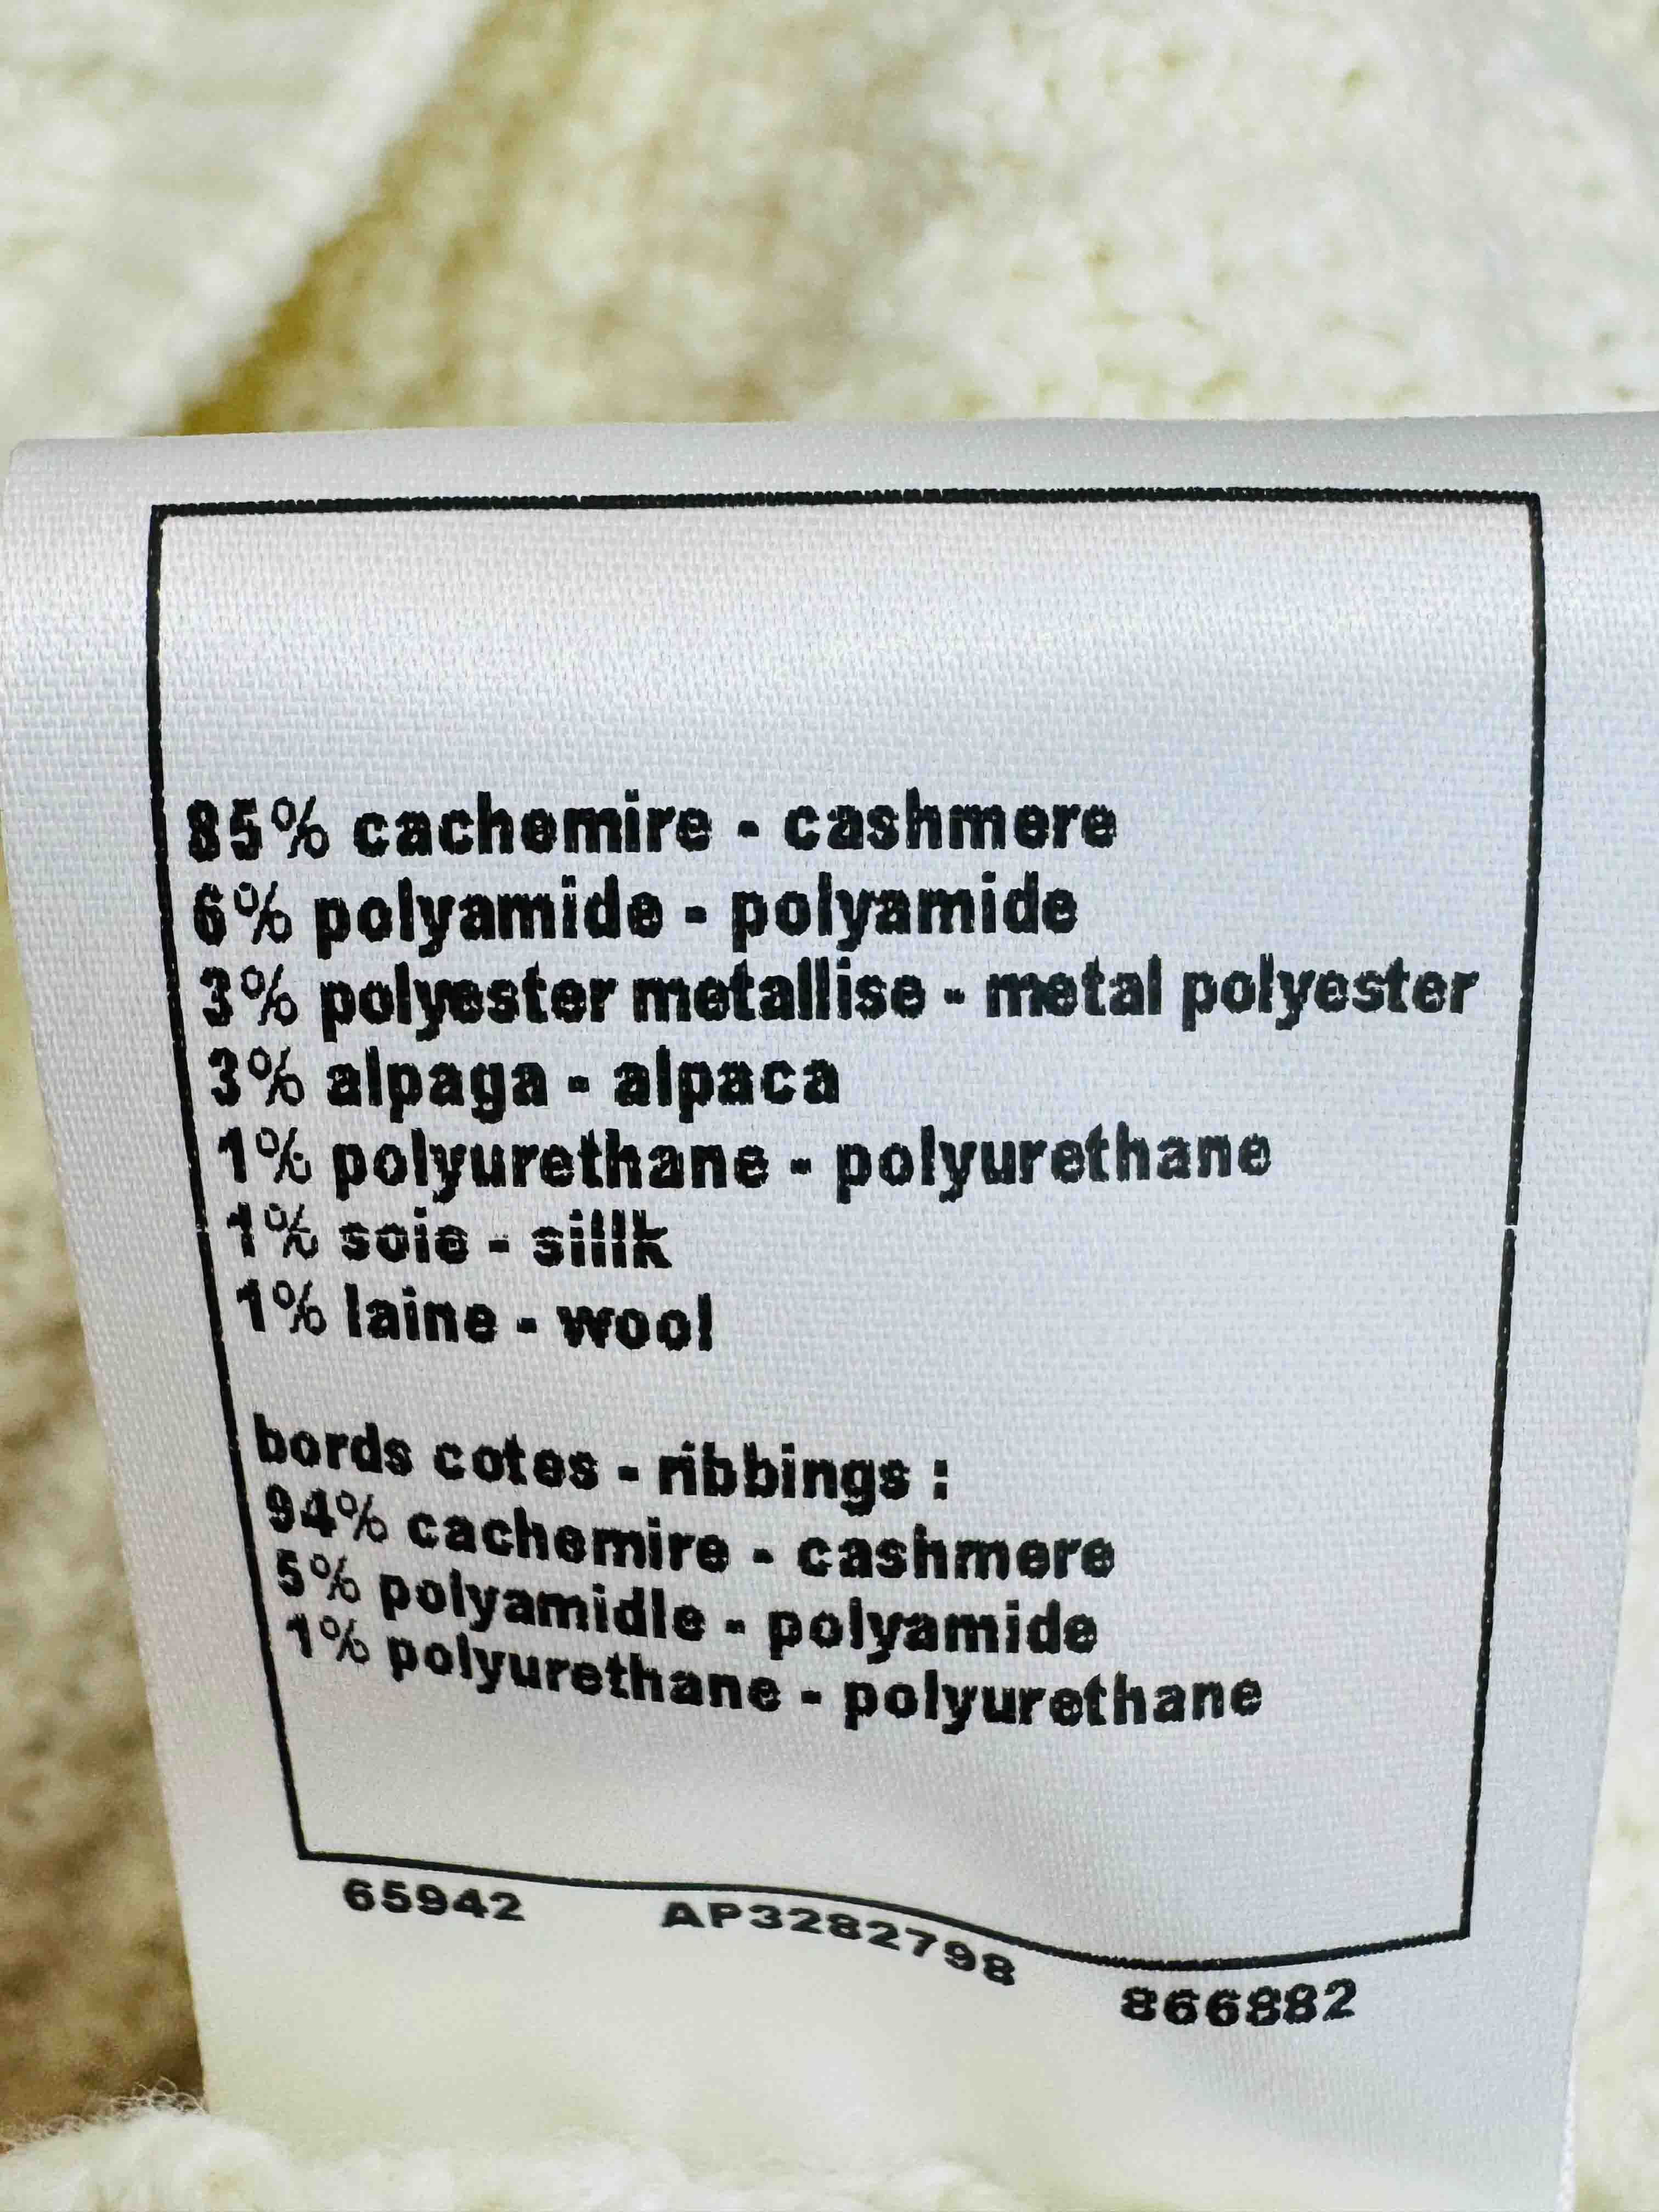 85% cachemire - cashmere
6% polyamide - polyamide
3% polyester metallise - metal polyester
3% alpaga - alpaca
1% polyurethane - polyurethane
1% soie - sillk
1% laine - wool
bords cotes - ribbings :
94% cachemire - cashmere
5% polyamidle - polyamide
1% polyurethane - polyurethane
65942 AP3282798 866882